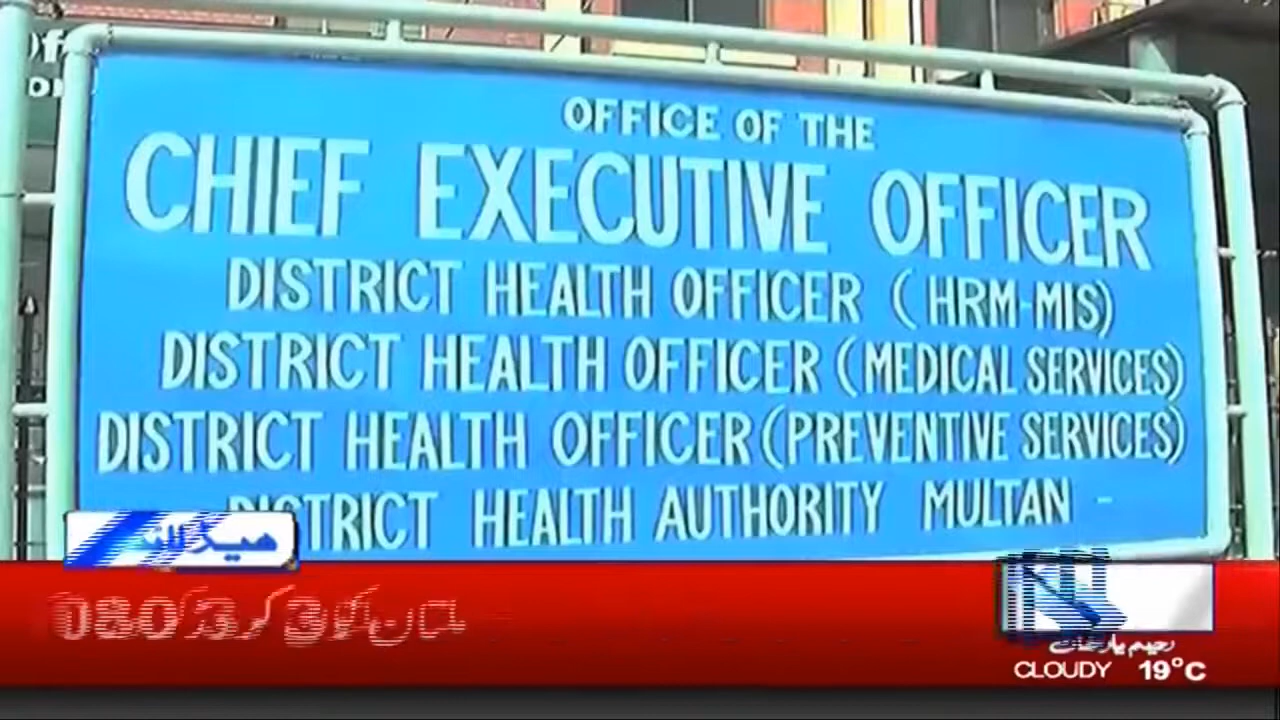 OFFICE OF THE
CHIEF EXECUTIVE OFFICER
DISTRICT HEALTH OFFICER (HRM-MIS)
DISTRICT HEALTH OFFICER (MEDICAL SERVICES)
DISTRICT HEALTH OFFICER (PREVENTIVE SERVICES)
DISTRICT HEALTH AUTHORITY MULTAN -
رحیم یار خان
CLOUDY 19°C